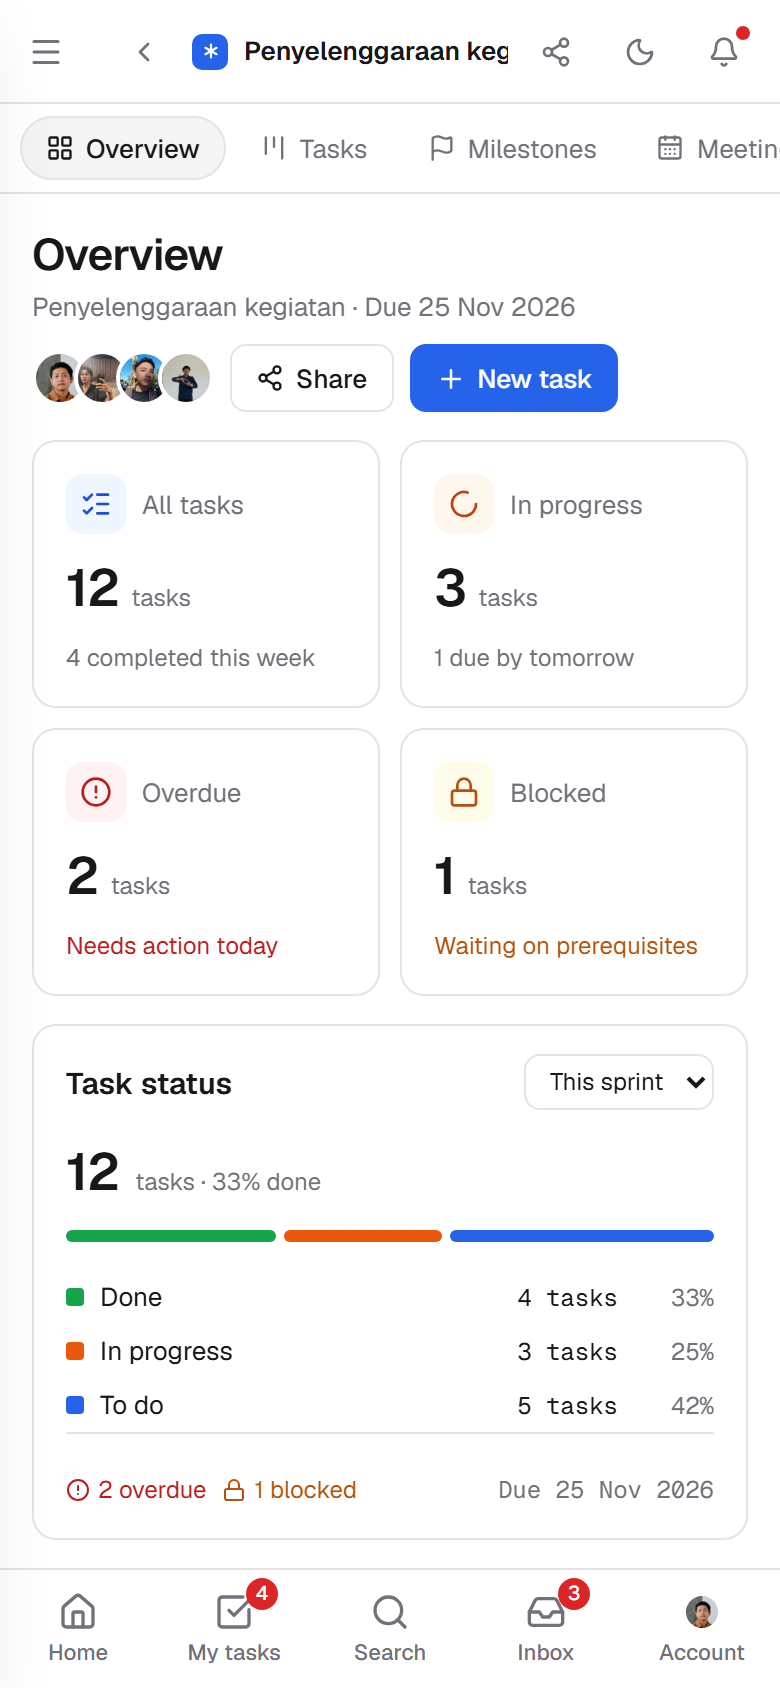 Penyelenggaraan keg
Overview
Tasks
Milestones
Meetin
Overview
Penyelenggaraan kegiatan · Due 25 Nov 2026
Share
New task
All tasks
12 tasks
4 completed this week
In progress
3 tasks
1 due by tomorrow
Overdue
2 tasks
Needs action today
Blocked
1 tasks
Waiting on prerequisites
Task status
This sprint
12 tasks · 33% done
Done 4 tasks 33%
In progress 3 tasks 25%
To do 5 tasks 42%
2 overdue 1 blocked Due 25 Nov 2026
4
3
Home
My tasks
Search
Inbox
Account